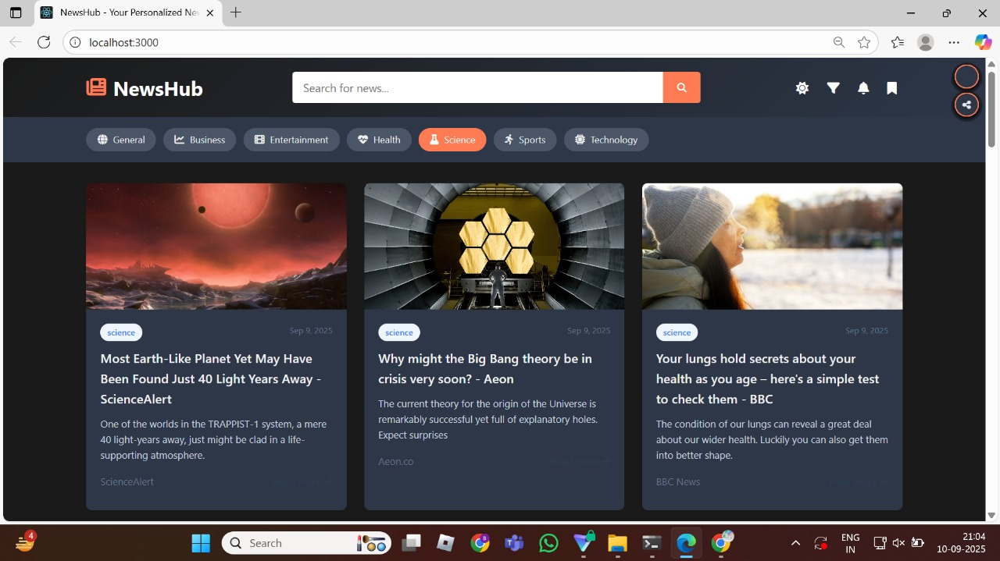 NewsHub - Your Personalized Ne
localhost:3000
NewsHub
Search for news...
General
Business
Entertainment
Health
Science
Sports
Technology
science
Sep 9, 2025
Most Earth-Like Planet Yet May Have
Been Found Just 40 Light Years Away -
ScienceAlert
One of the worlds in the TRAPPIST-1 system, a mere
40 light-years away, just might be clad in a life-
supporting atmosphere.
ScienceAlert
science
Sep 9, 2025
Why might the Big Bang theory be in
crisis very soon? - Aeon
The current theory for the origin of the Universe is
remarkably successful yet full of explanatory holes.
Expect surprises
Aeon.co
science
Sep 9, 2025
Your lungs hold secrets about your
health as you age – here's a simple test
to check them - BBC
The condition of our lungs can reveal a great deal
about our wider health. Luckily you can also get them
into better shape.
BBC News
4
Search
ENG
IN
21:04
10-09-2025